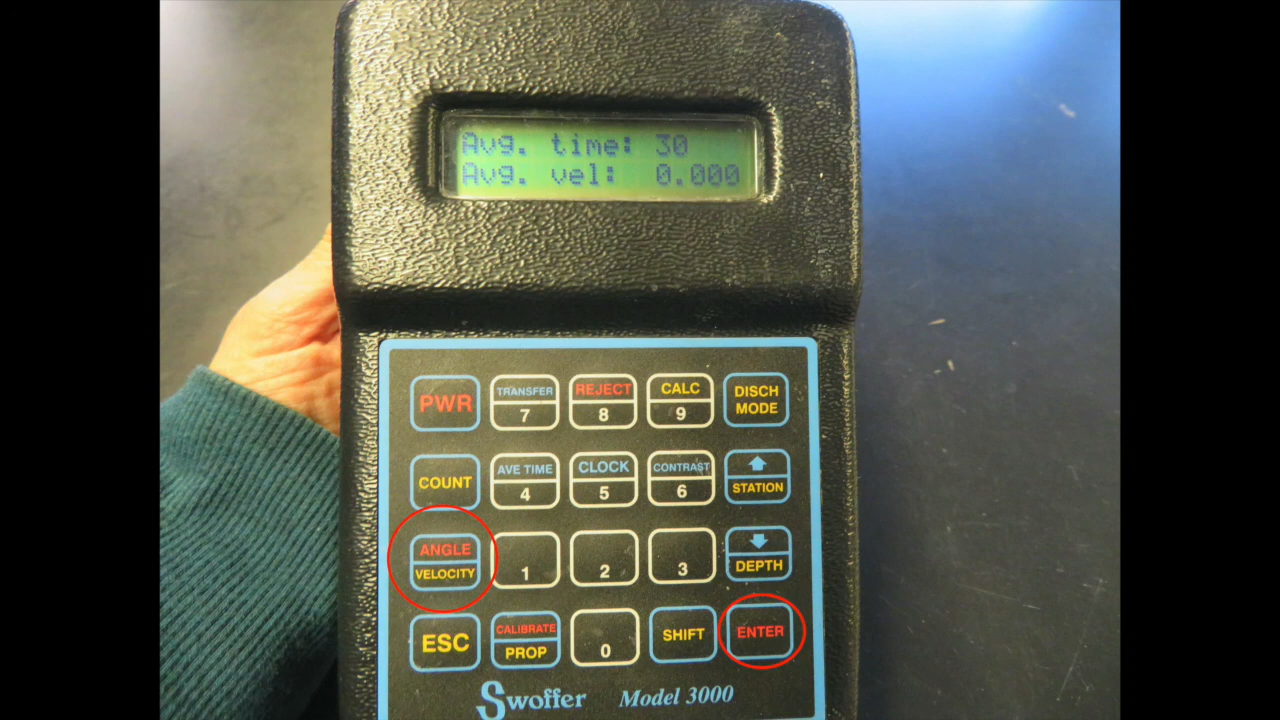 Avg. time: 30
Avg. vel: 0.000
PWR
TRANSFER
7
REJECT
8
CALC
9
DISCH
MODE
COUNT
AVE TIME
4
CLOCK
5
CONTRAST
6
STATION
ANGLE
VELOCITY
1
2
3
DEPTH
ESC
CALIBRATE
PROP
0
SHIFT
ENTER
Swoffer Model 3000